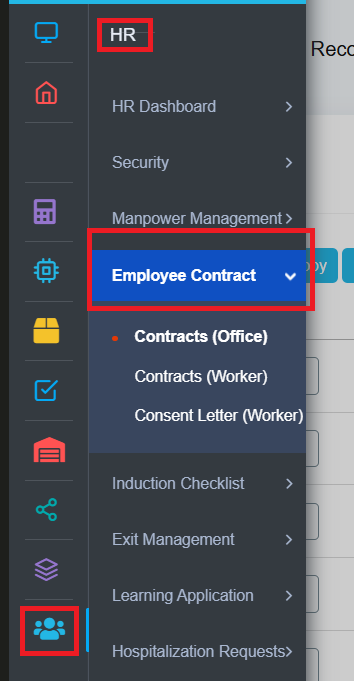 HR
Reco
HR Dashboard
Security
Manpower Management
Employee Contract
py
Contracts (Office)
Contracts (Worker)
Consent Letter (Worker)
Induction Checklist
Exit Management
Learning Application
Hospitalization Requests